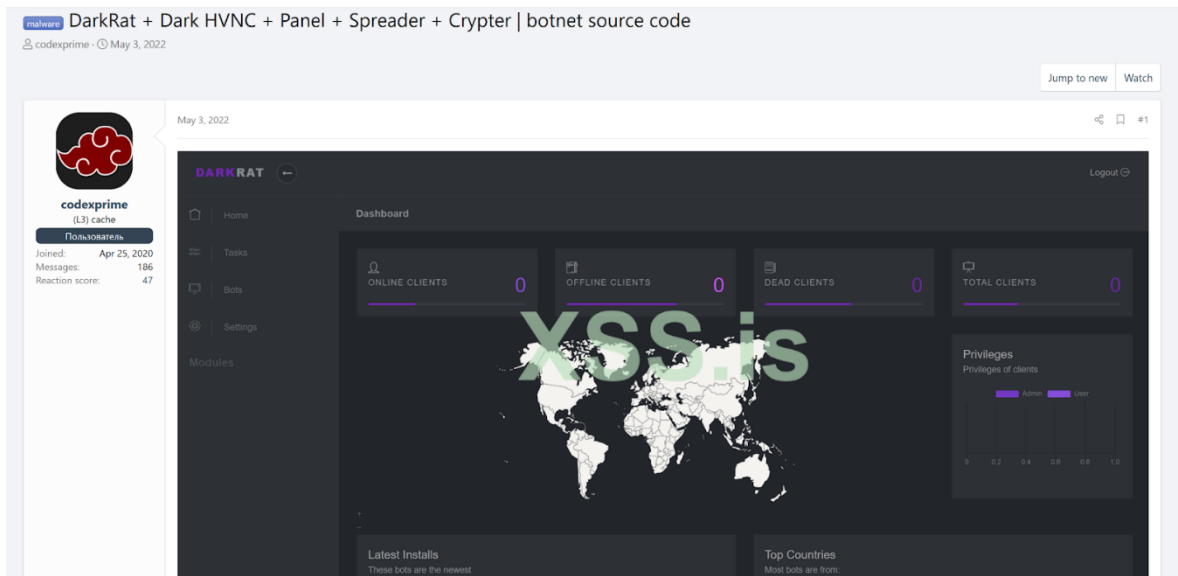 malware DarkRat + Dark HVNC + Panel + Spreader + Crypter | botnet source code
codexprime · May 3, 2022
Jump to new Watch
May 3, 2022 #1
codexprime
(L3) cache
Пользователь
Joined: Apr 25, 2020
Messages: 186
Reaction score: 47
DARKRAT
Logout
Home
Dashboard
Tasks
Bots
Settings
Modules
ONLINE CLIENTS 0
OFFLINE CLIENTS 0
DEAD CLIENTS 0
TOTAL CLIENTS 0
XSS.is
Privileges
Privileges of clients
Admin User
0 0.2 0.4 0.6 0.8 1.0
+
−
Latest Installs
These bots are the newest
Top Countries
Most bots are from: